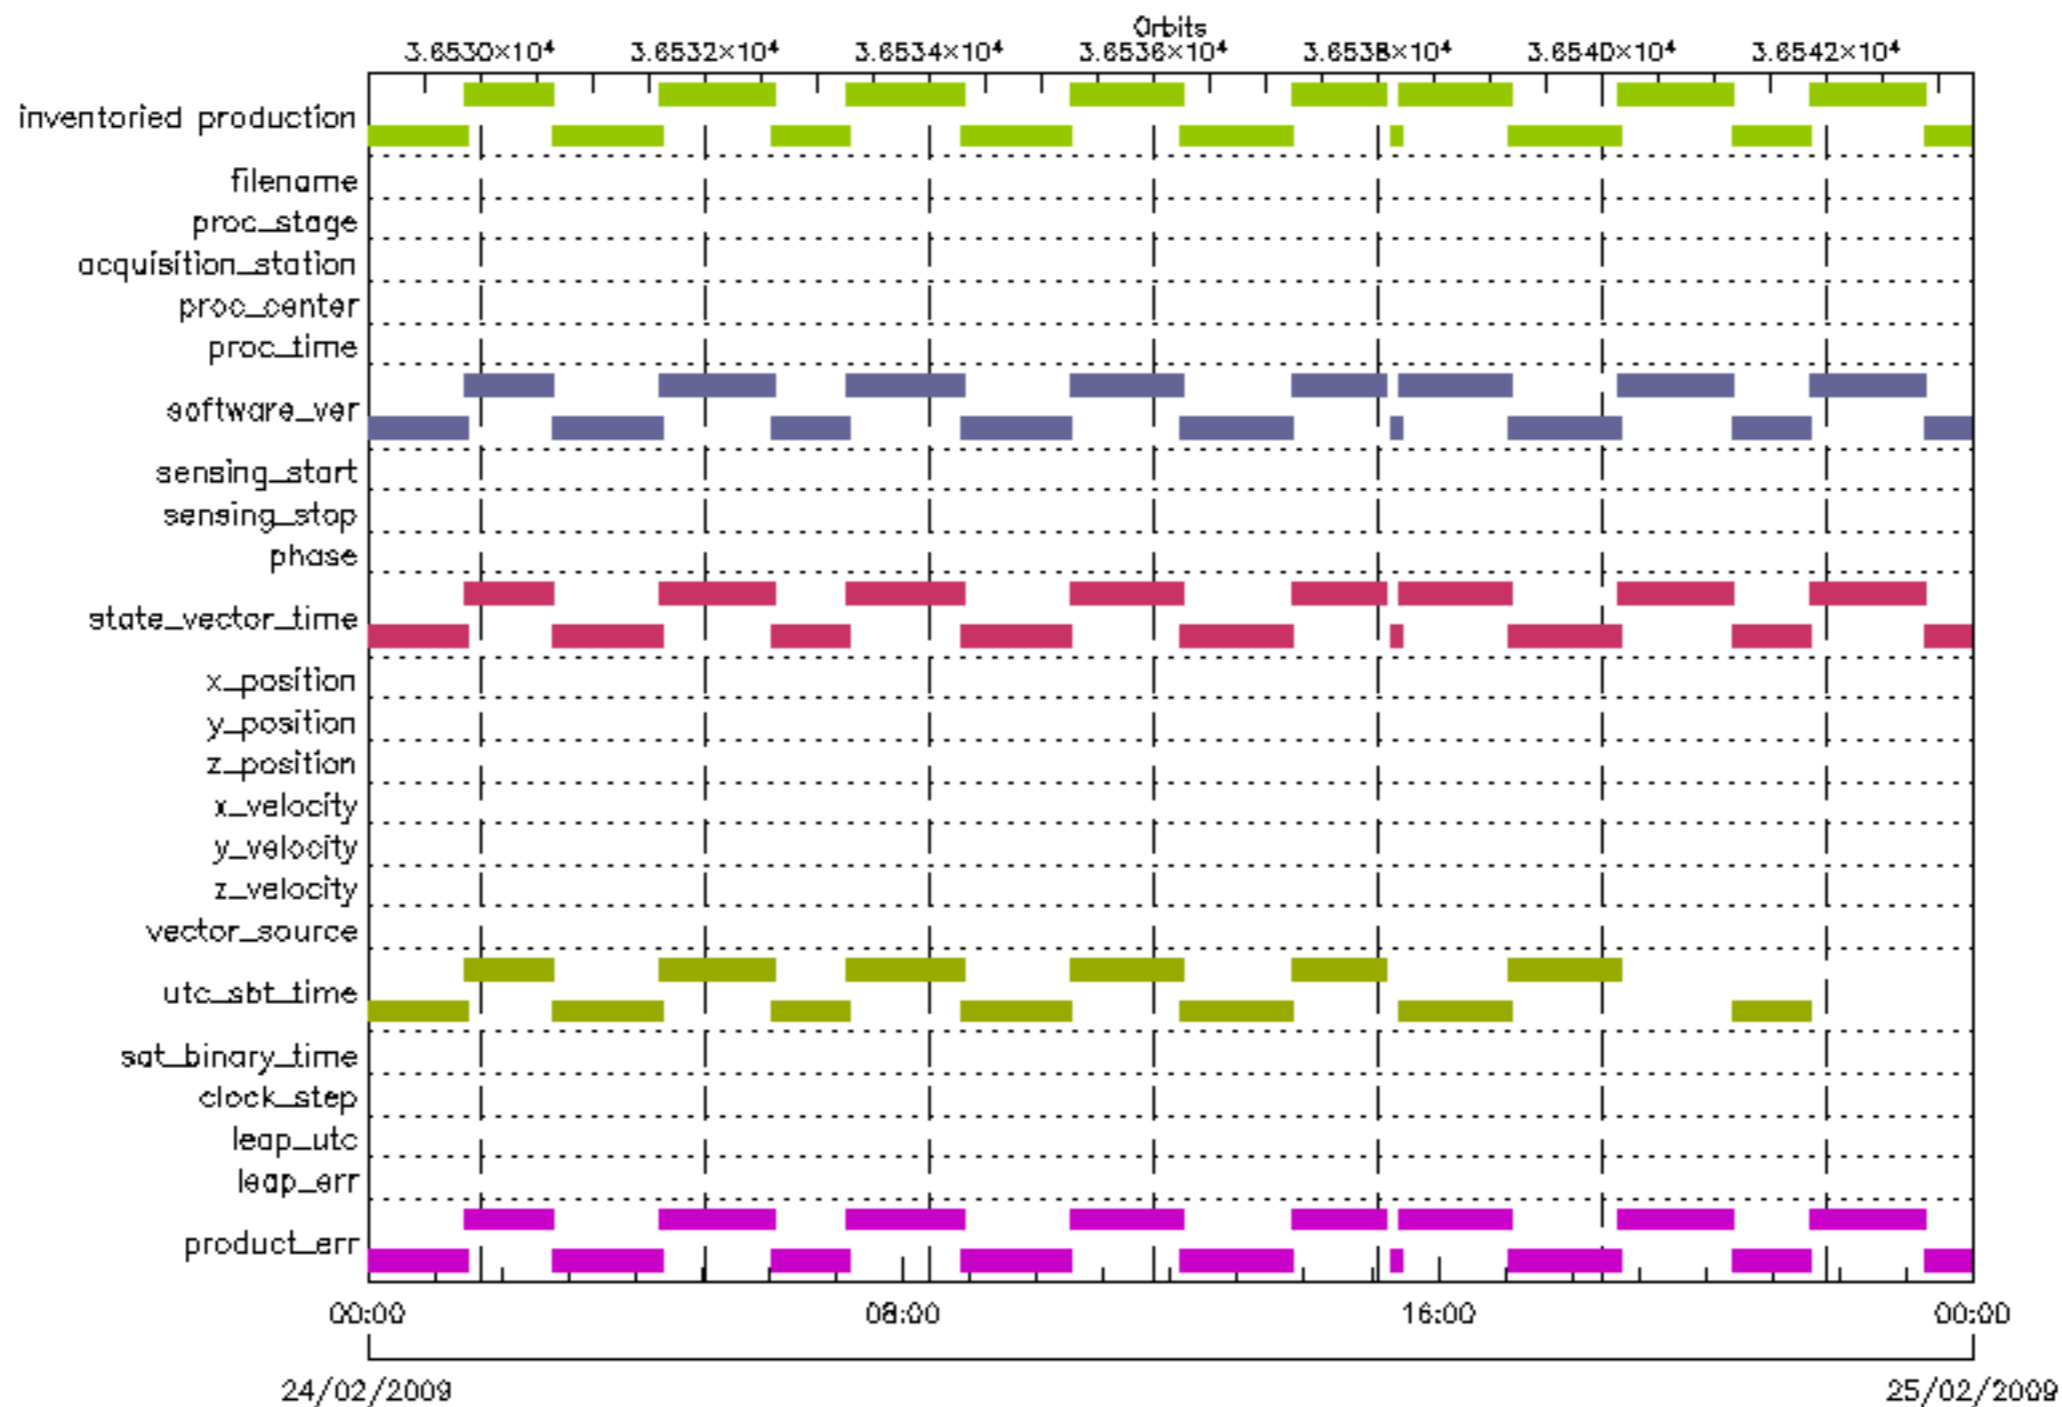 Orbits
3.6530×10⁴ 3.6532×10⁴ 3.6534×10⁴ 3.6536×10⁴ 3.6538×10⁴ 3.6540×10⁴ 3.6542×10⁴
inventoried production
filename
proc_stage
acquisition_station
proc_center
proc_time
software_ver
sensing_start
sensing_stop
phase
state_vector_time
x_position
y_position
z_position
x_velocity
y_velocity
z_velocity
vector_source
utc_sbt_time
sat_binary_time
clock_step
leap_utc
leap_err
product_err
00:00 08:00 16:00 00:00
24/02/2009 25/02/2009